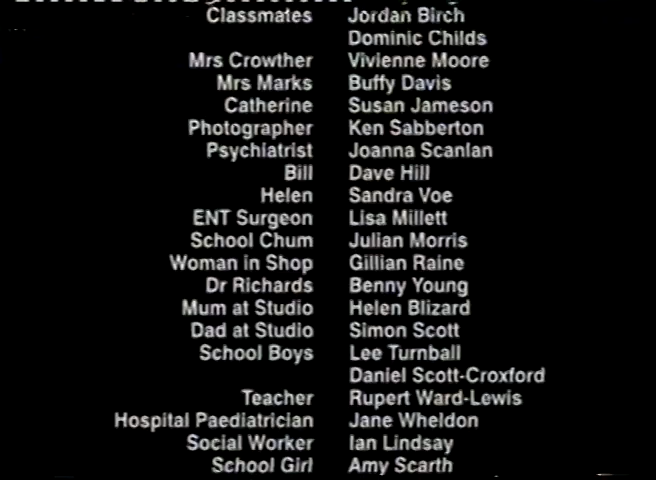 Classmates Jordan Birch
Dominic Childs
Mrs Crowther Vivienne Moore
Mrs Marks Buffy Davis
Catherine Susan Jameson
Photographer Ken Sabberton
Psychiatrist Joanna Scanlan
Bill Dave Hill
Helen Sandra Voe
ENT Surgeon Lisa Millett
School Chum Julian Morris
Woman in Shop Gillian Raine
Dr Richards Benny Young
Mum at Studio Helen Blizard
Dad at Studio Simon Scott
School Boys Lee Turnball
Daniel Scott-Croxford
Teacher Rupert Ward-Lewis
Hospital Paediatrician Jane Wheldon
Social Worker Ian Lindsay
School Girl Amy Scarth